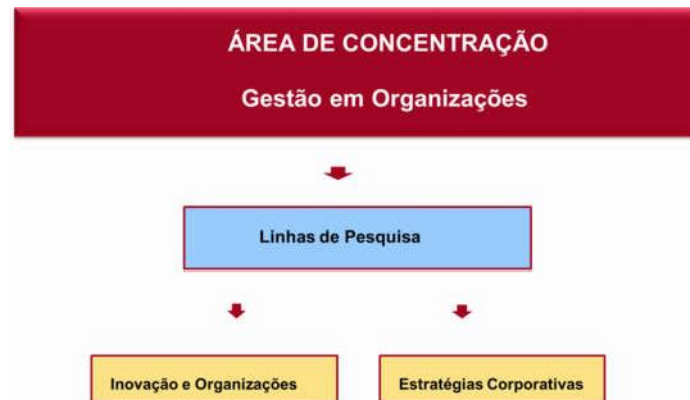 ÁREA DE CONCENTRAÇÃO
Gestão em Organizações
Linhas de Pesquisa
Inovação e Organizações
Estratégias Corporativas